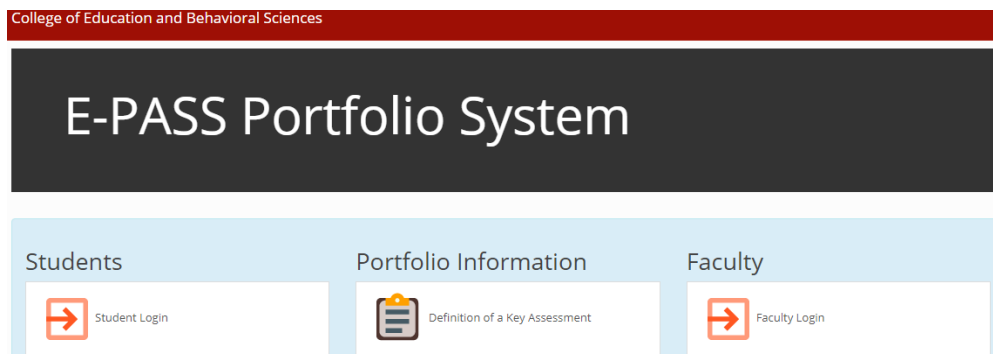 College of Education and Behavioral Sciences
E-PASS Portfolio System
Students
Portfolio Information
Faculty
Student Login
Definition of a Key Assessment
Faculty Login